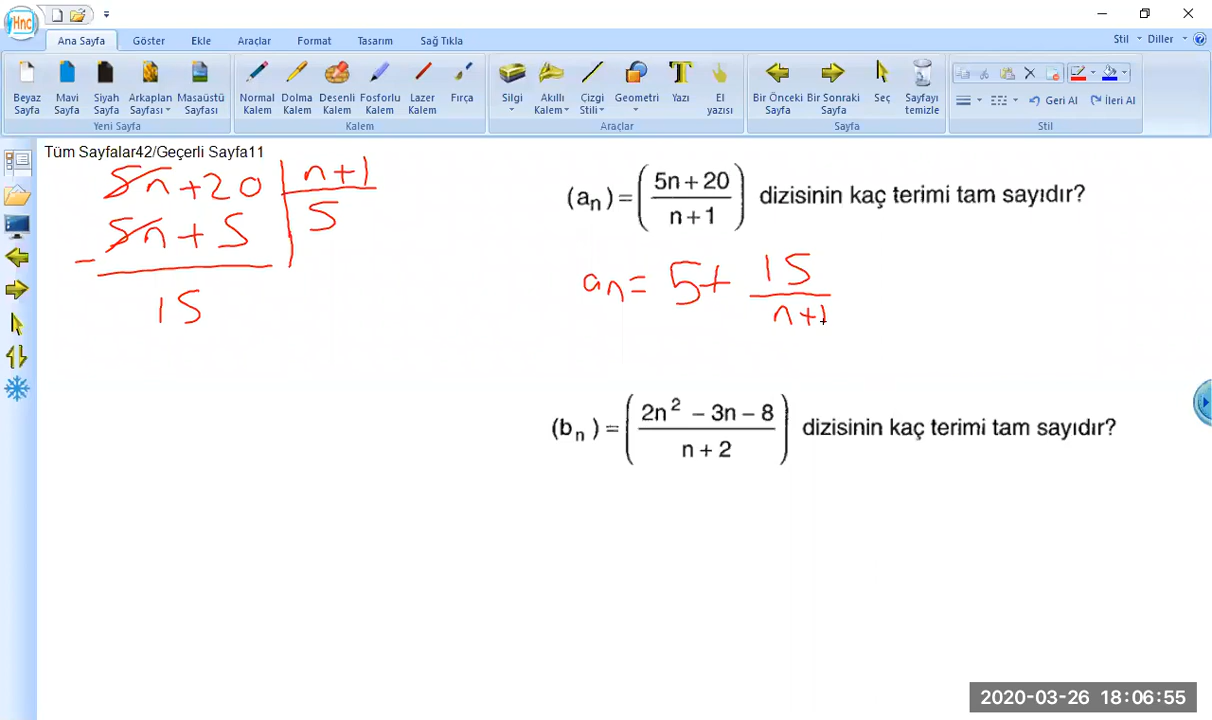 Hnc
Ana Sayfa Göster Ekle Araçlar Format Tasarım Sağ Tıkla Stil Diller
Beyaz Sayfa Mavi Sayfa Siyah Sayfa Arkaplan Sayfası Masaüstü Sayfa
Normal Kalem Dolma Kalem Desenli Kalem Fosforlu Kalem Lazer Kalem Fırça
Silgi Akıllı Kalem Çizgi Stili Geometri Yazı El yazısı
Bir Önceki Sayfa Bir Sonraki Sayfa Seç Sayfayı temizle
Geri Al İleri Al
Yeni Sayfa Kalem Araçlar Sayfa Stil
Tüm Sayfalar42/Geçerli Sayfa11
5n+20 | n+1
5n+5 | 5
-
15
(aₙ) = (5n + 20 / n + 1) dizisinin kaç terimi tam sayıdır?
aₙ = 5 + 15 / n+1
(bₙ) = (2n² − 3n − 8 / n + 2) dizisinin kaç terimi tam sayıdır?
2020-03-26 18:06:55